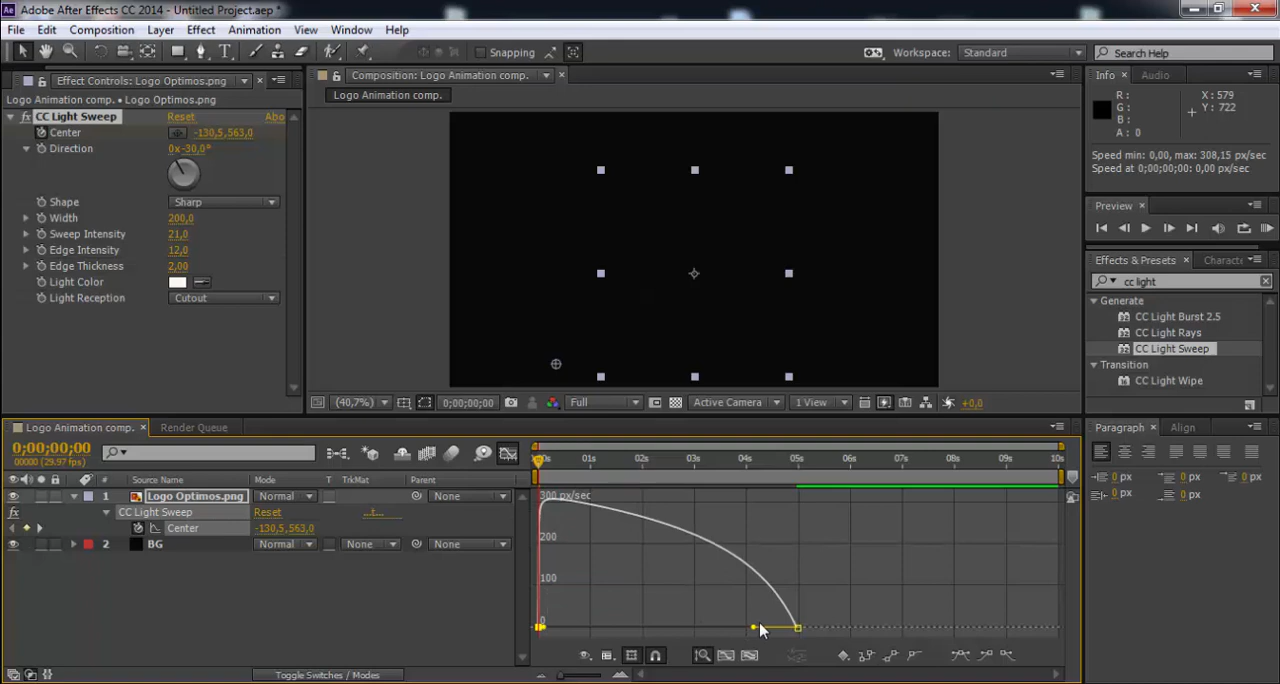 Adobe After Effects CC 2014 - Untitled Project.aep *
File Edit Composition Layer Effect Animation View Window Help
Snapping
Workspace: Standard
Search Help
Effect Controls: Logo Optimos.png
Logo Animation comp. • Logo Optimos.png
fx CC Light Sweep Reset Abo
Center -130,5,563,0
Direction 0x-30,0°
Shape Sharp
Width 200,0
Sweep Intensity 21,0
Edge Intensity 12,0
Edge Thickness 2,00
Light Color
Light Reception Cutout
Composition: Logo Animation comp.
Logo Animation comp.
(40,7%) 0;00;00;00 Full Active Camera 1 View +0,0
Info Audio
R : X : 579
G : Y : 722
B :
A : 0
Speed min: 0,00, max: 308,15 px/sec
Speed at 0;00;00;00: 0,00 px/sec
Preview
Effects & Presets Characte
cc light
Generate
CC Light Burst 2.5
CC Light Rays
CC Light Sweep
Transition
CC Light Wipe
Paragraph Align
0 px 0 px 0 px
0 px 0 px
Logo Animation comp. Render Queue
0;00;00;00
00000 (29.97 fps)
# Source Name Mode T TrkMat Parent
1 Logo Optimos.png Normal None
fx CC Light Sweep Reset ...t...
Center -130,5,563,0
2 BG Normal None None
01s 02s 03s 04s 05s 06s 07s 08s 09s 10s
300 px/sec
200
100
0
Toggle Switches / Modes